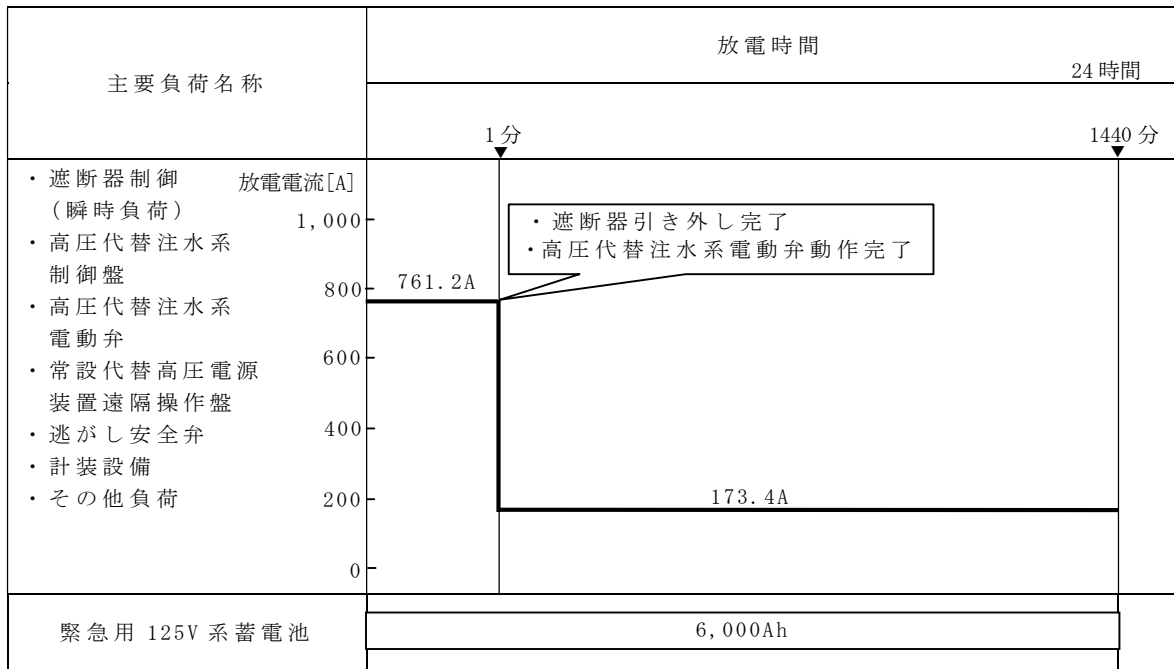 主要負荷名称
放電時間
24時間
1分
1440分
・遮断器制御
(瞬時負荷)
・高圧代替注水系
制御盤
・高圧代替注水系
電動弁
・常設代替高圧電源
装置遠隔操作盤
・逃がし安全弁
・計装設備
・その他負荷
放電電流[A]
1,000
800
600
400
200
0
・遮断器引き外し完了
・高圧代替注水系電動弁動作完了
761.2A
173.4A
緊急用125V系蓄電池
6,000Ah